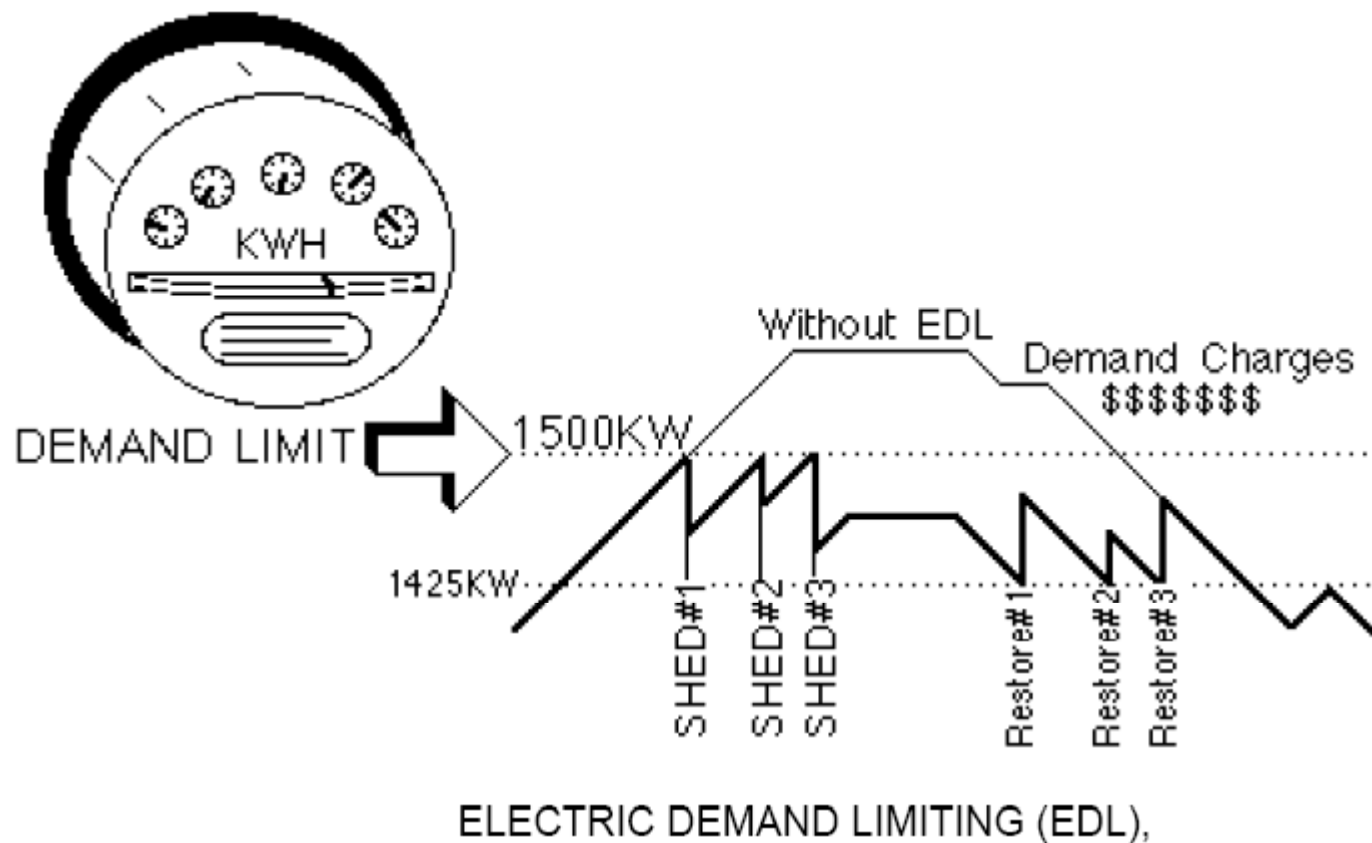 KWH
DEMAND LIMIT
Without EDL
Demand Charges
$$$$$$$
1500KW
1425KW
SHED#1
SHED#2
SHED#3
Restore#1
Restore#2
Restore#3
ELECTRIC DEMAND LIMITING (EDL),